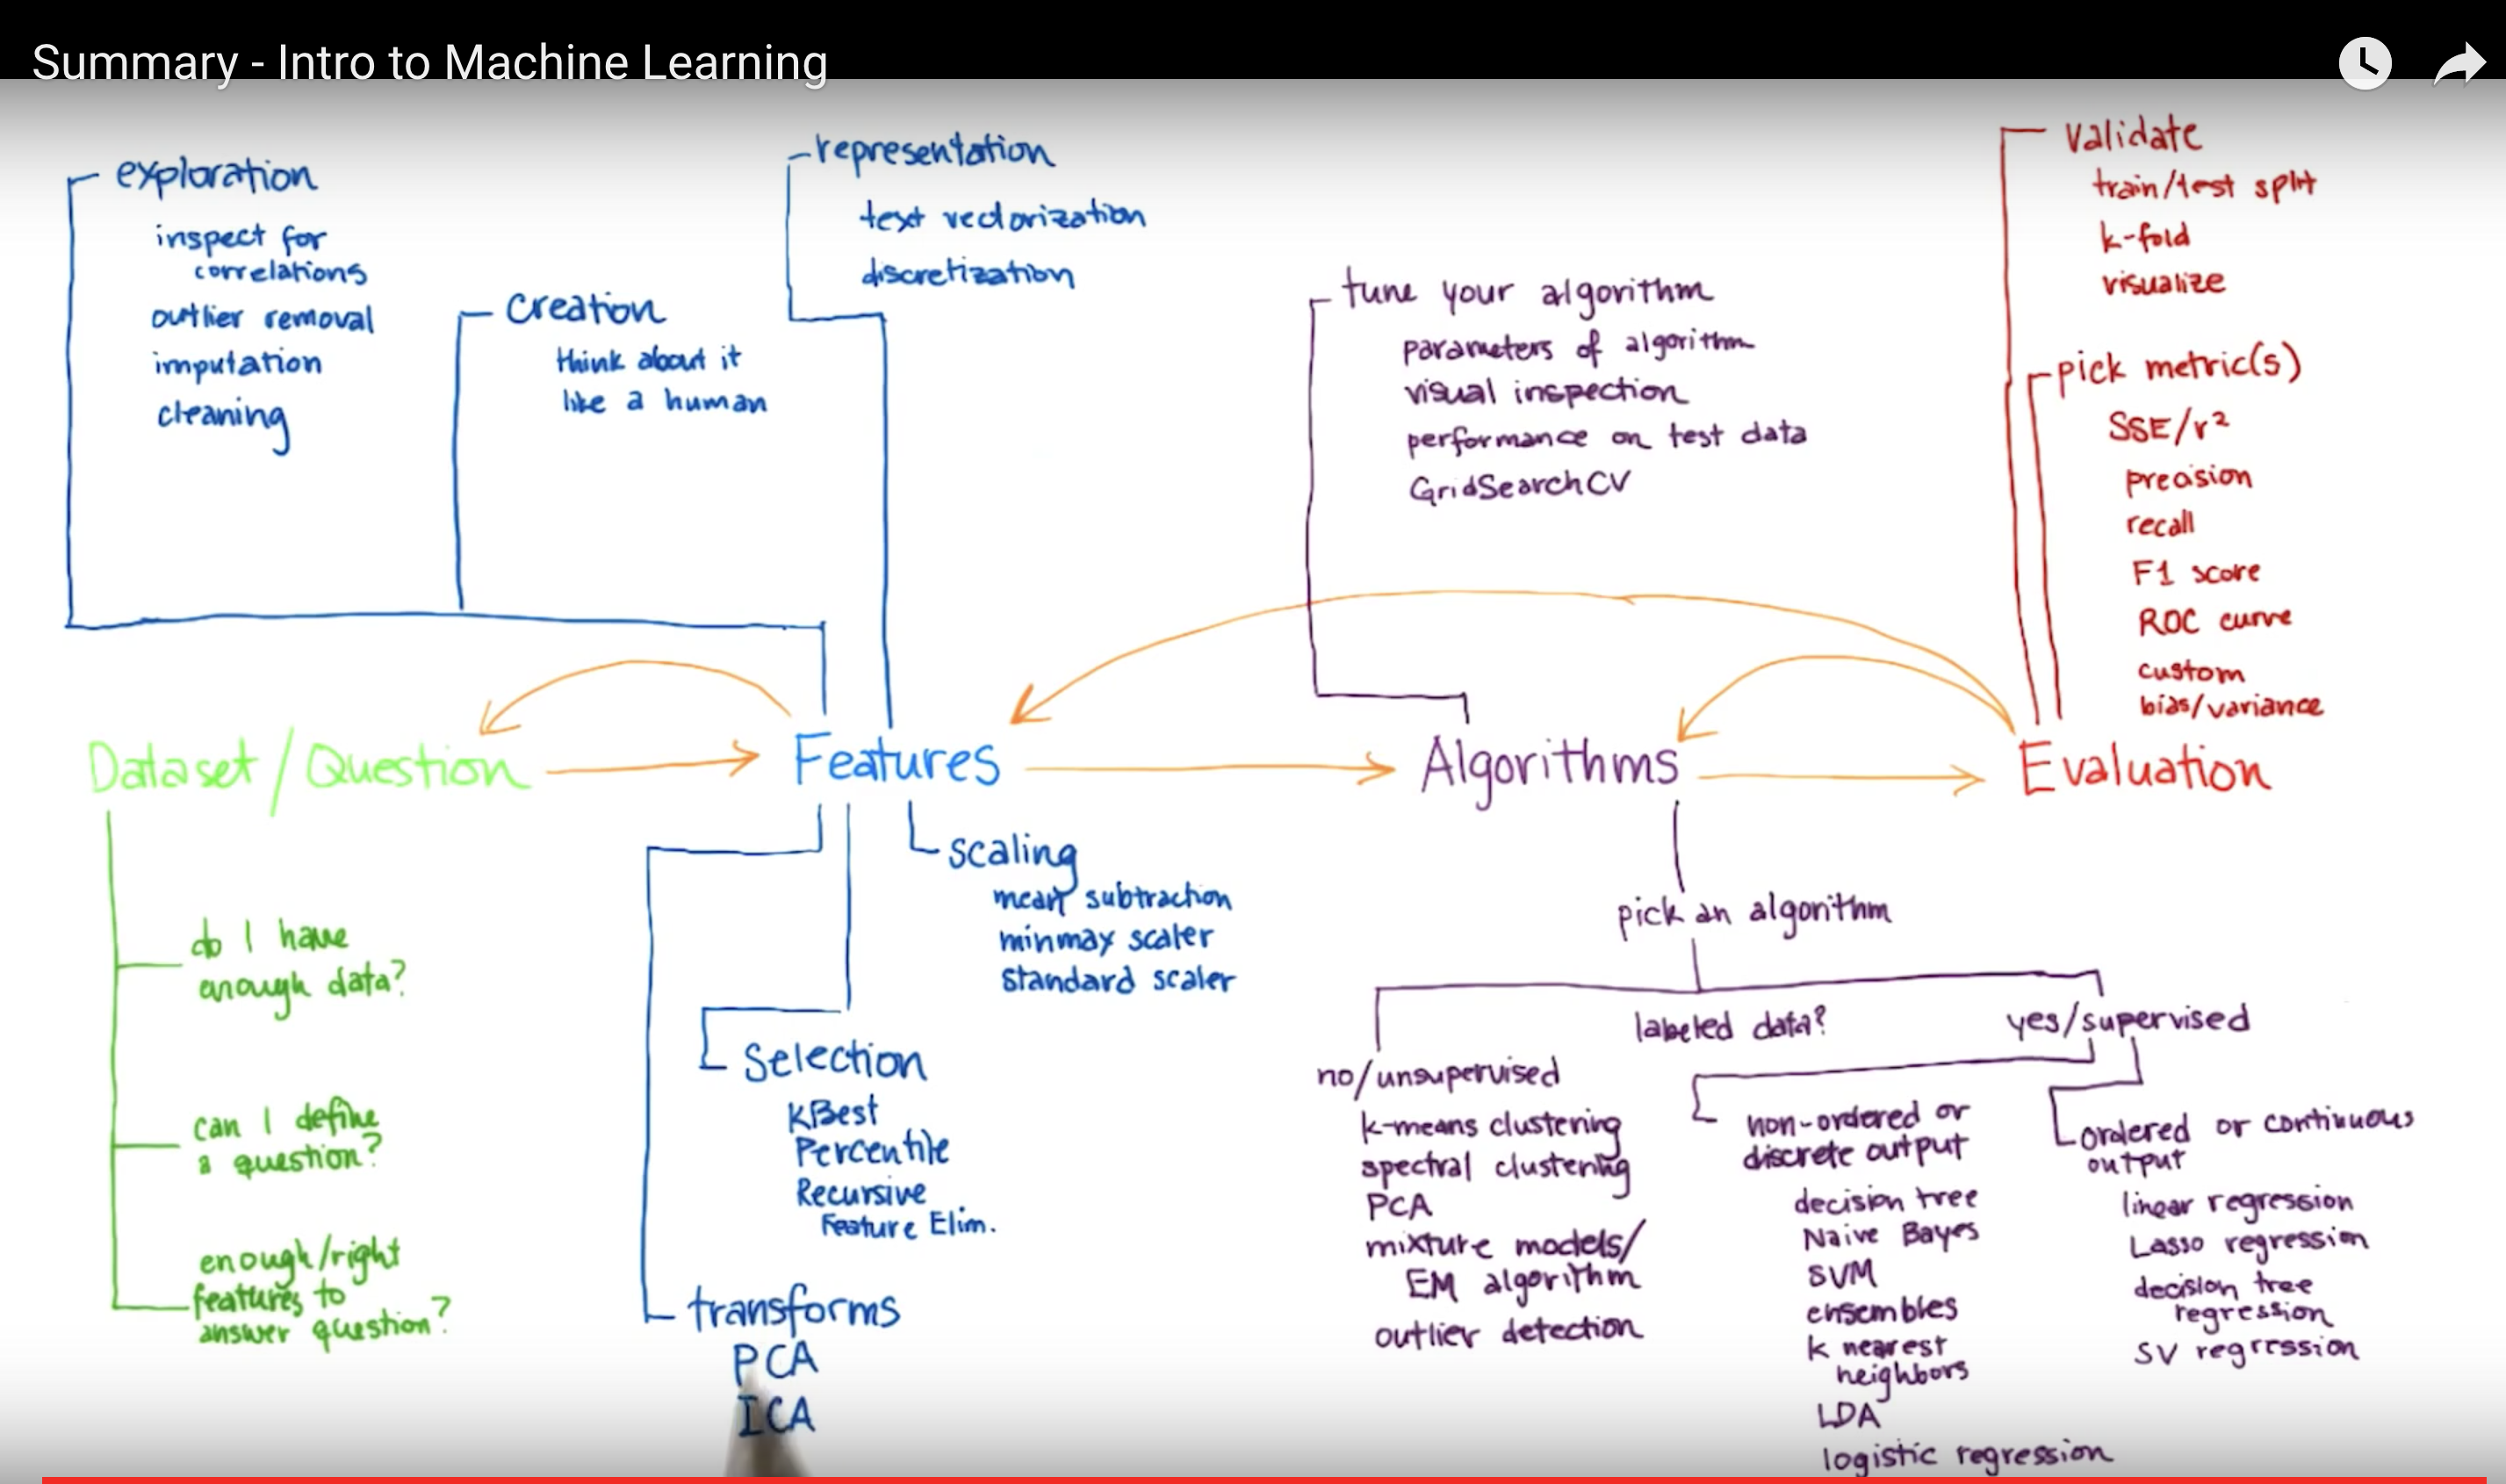 Summary - Intro to Machine Learning
exploration
inspect for
correlations
outlier removal
imputation
cleaning
creation
think about it
like a human
representation
text vectorization
discretization
tune your algorithm
parameters of algorithm
visual inspection
performance on test data
GridSearchCV
validate
train/test split
k-fold
visualize
pick metric(s)
SSE/r²
precision
recall
F1 score
ROC curve
custom
bias/variance
Dataset/Question
Features
Algorithms
Evaluation
do I have
enough data?
can I define
a question?
enough/right
features to
answer question?
scaling
mean subtraction
minmax scaler
standard scaler
Selection
KBest
Percentile
Recursive
Feature Elim.
transforms
PCA
ICA
pick an algorithm
labeled data?
no/unsupervised
k-means clustering
spectral clustering
PCA
mixture models/
EM algorithm
outlier detection
yes/supervised
non-ordered or
discrete output
decision tree
Naive Bayes
SVM
ensembles
k nearest
neighbors
LDA
logistic regression
ordered or continuous
output
linear regression
Lasso regression
decision tree
regression
SV regression